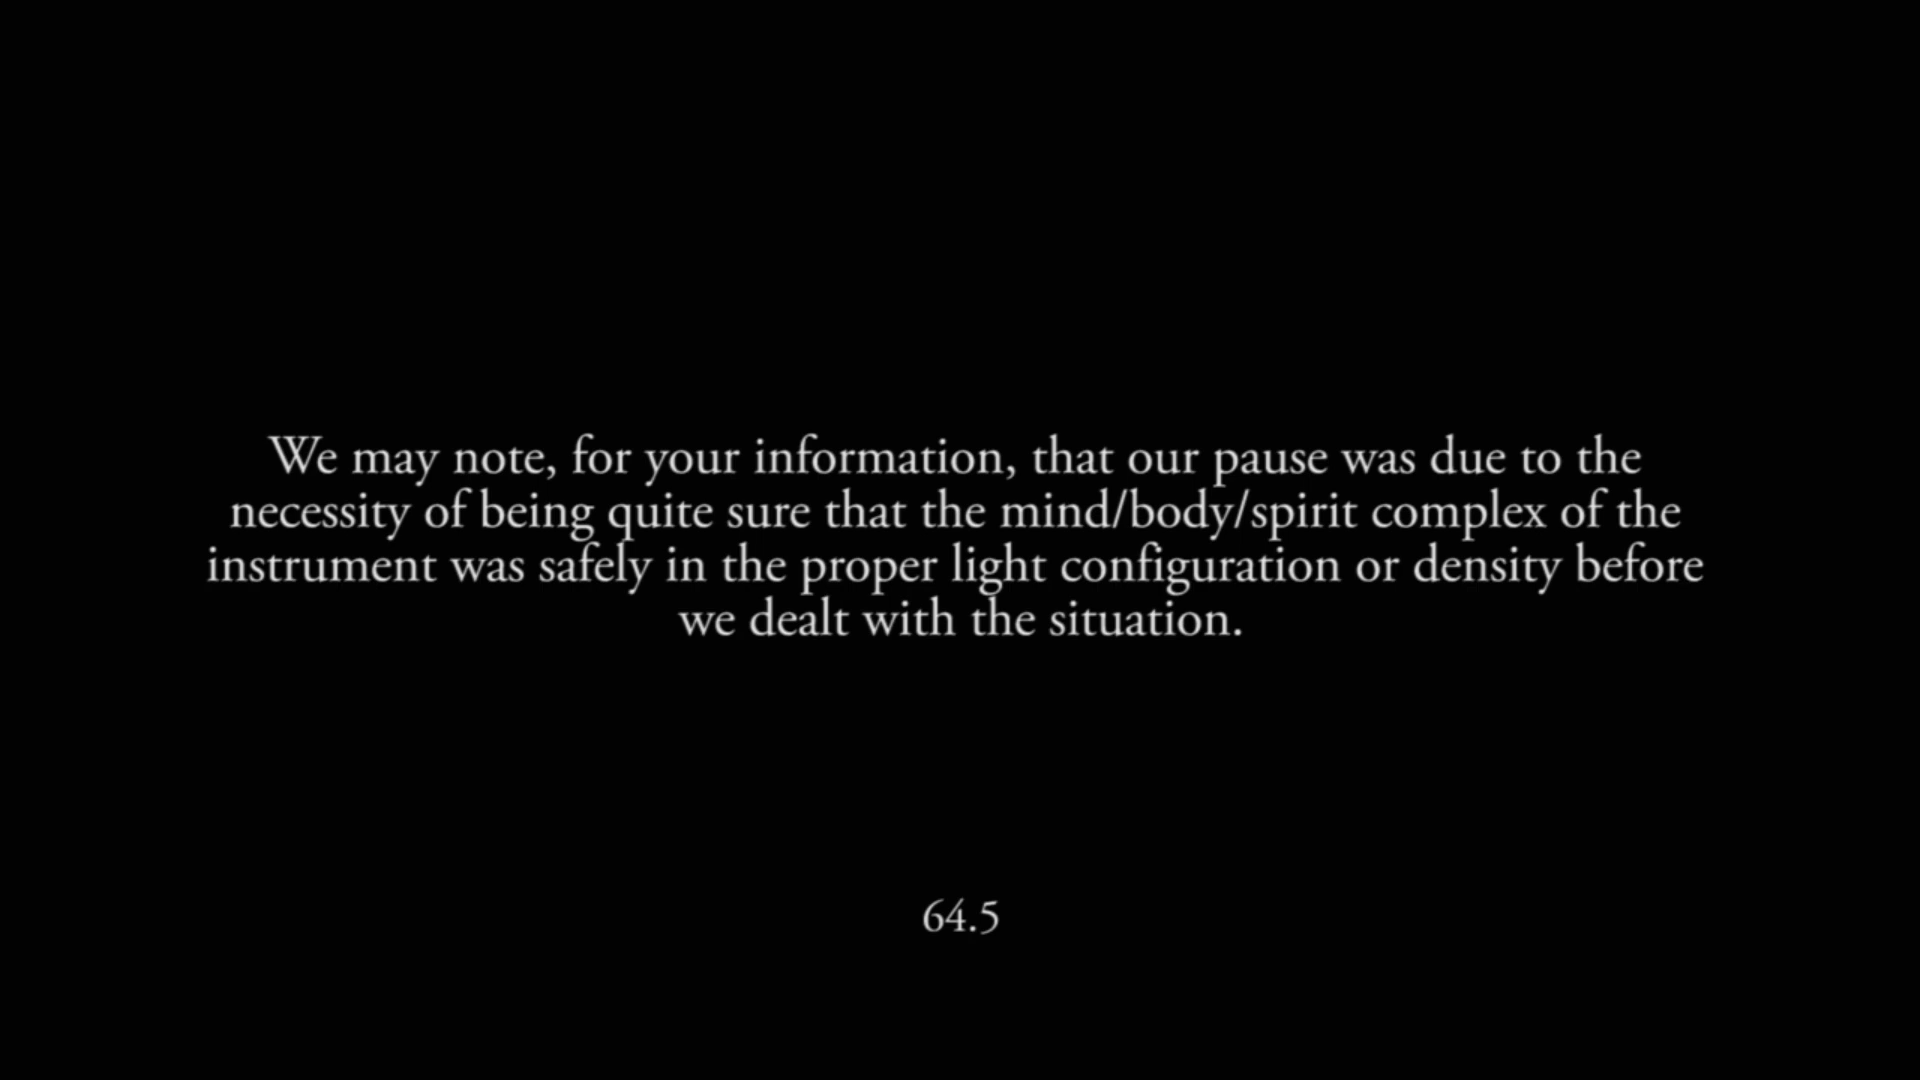 We may note, for your information, that our pause was due to the
necessity of being quite sure that the mind/body/spirit complex of the
instrument was safely in the proper light configuration or density before
we dealt with the situation.
64.5